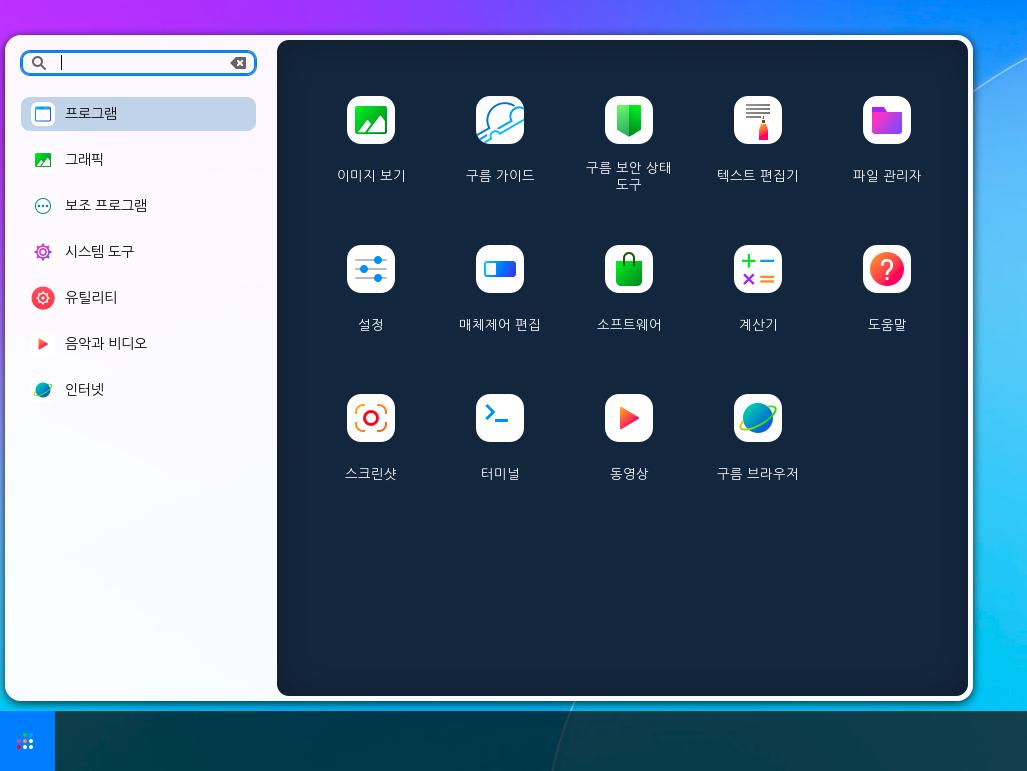 프로그램
그래픽
보조 프로그램
시스템 도구
유틸리티
음악과 비디오
인터넷
이미지 보기
구름 가이드
구름 보안 상태
도구
텍스트 편집기
파일 관리자
설정
매체제어 편집
소프트웨어
계산기
도움말
스크린샷
터미널
동영상
구름 브라우저